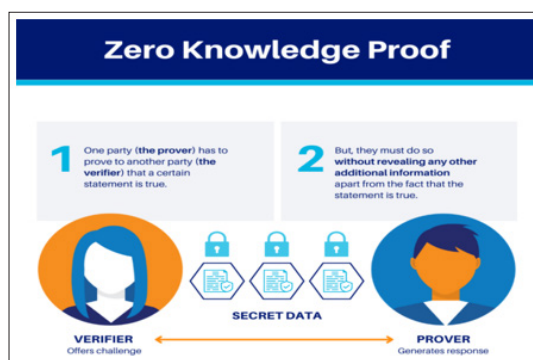 Zero Knowledge Proof
1
One party (the prover) has to
prove to another party (the
verifier) that a certain
statement is true.
2
But, they must do so
without revealing any other
additional information
apart from the fact that the
statement is true.
SECRET DATA
VERIFIER
Offers challenge
PROVER
Generates response